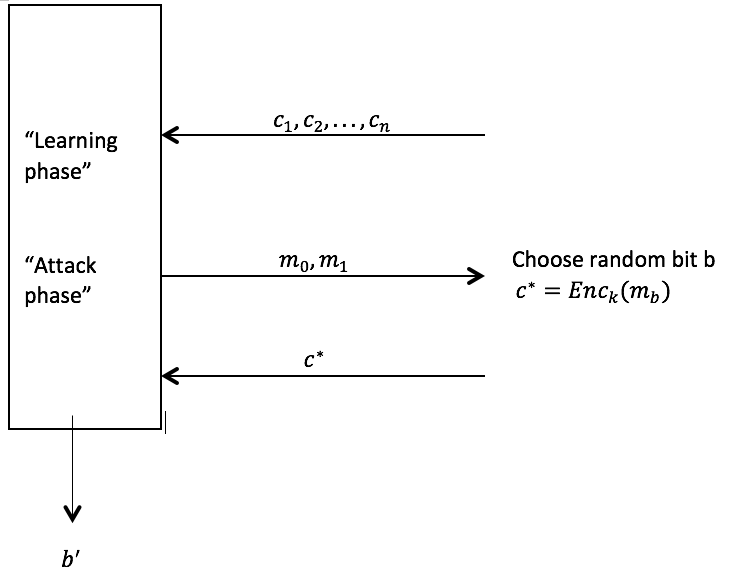 c₁, c₂, . . . , cₙ
“Learning
phase”
“Attack
phase”
m₀, m₁
Choose random bit b
c* = Encₖ(m_b)
c*
b′